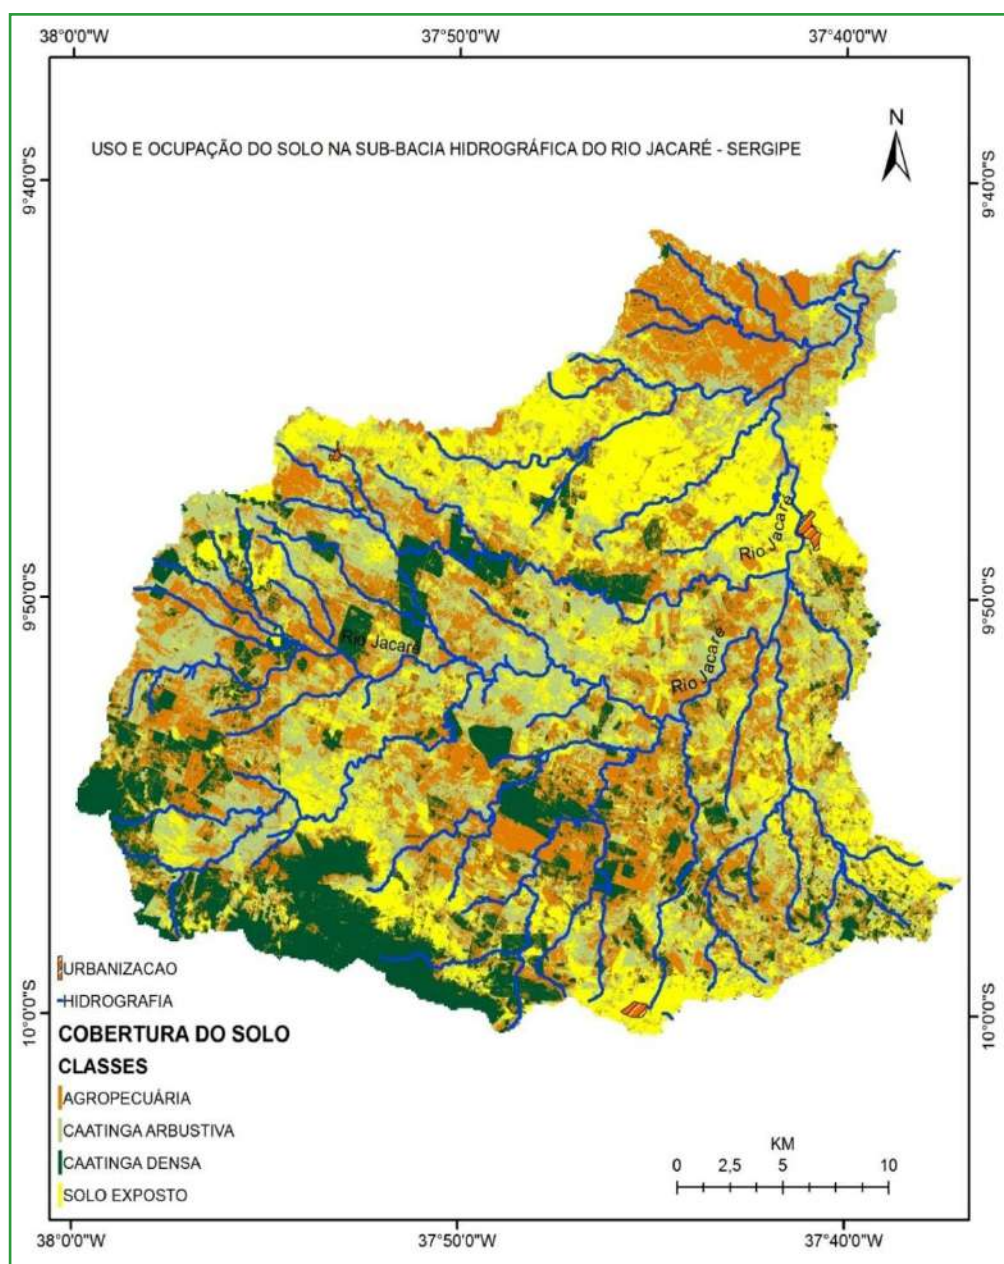 38°0'0"W
37°50'0"W
37°40'0"W
N
USO E OCUPAÇÃO DO SOLO NA SUB-BACIA HIDROGRÁFICA DO RIO JACARÉ - SERGIPE
9°40'0"S
9°40'0"S
Rio Jacaré
9°50'0"S
9°50'0"S
Rio Jacaré
Rio Jacaré
URBANIZACAO
HIDROGRAFIA
10°0'0"S
10°0'0"S
COBERTURA DO SOLO
CLASSES
AGROPECUÁRIA
CAATINGA ARBUSTIVA
CAATINGA DENSA
SOLO EXPOSTO
KM
0 2,5 5 10
38°0'0"W
37°50'0"W
37°40'0"W